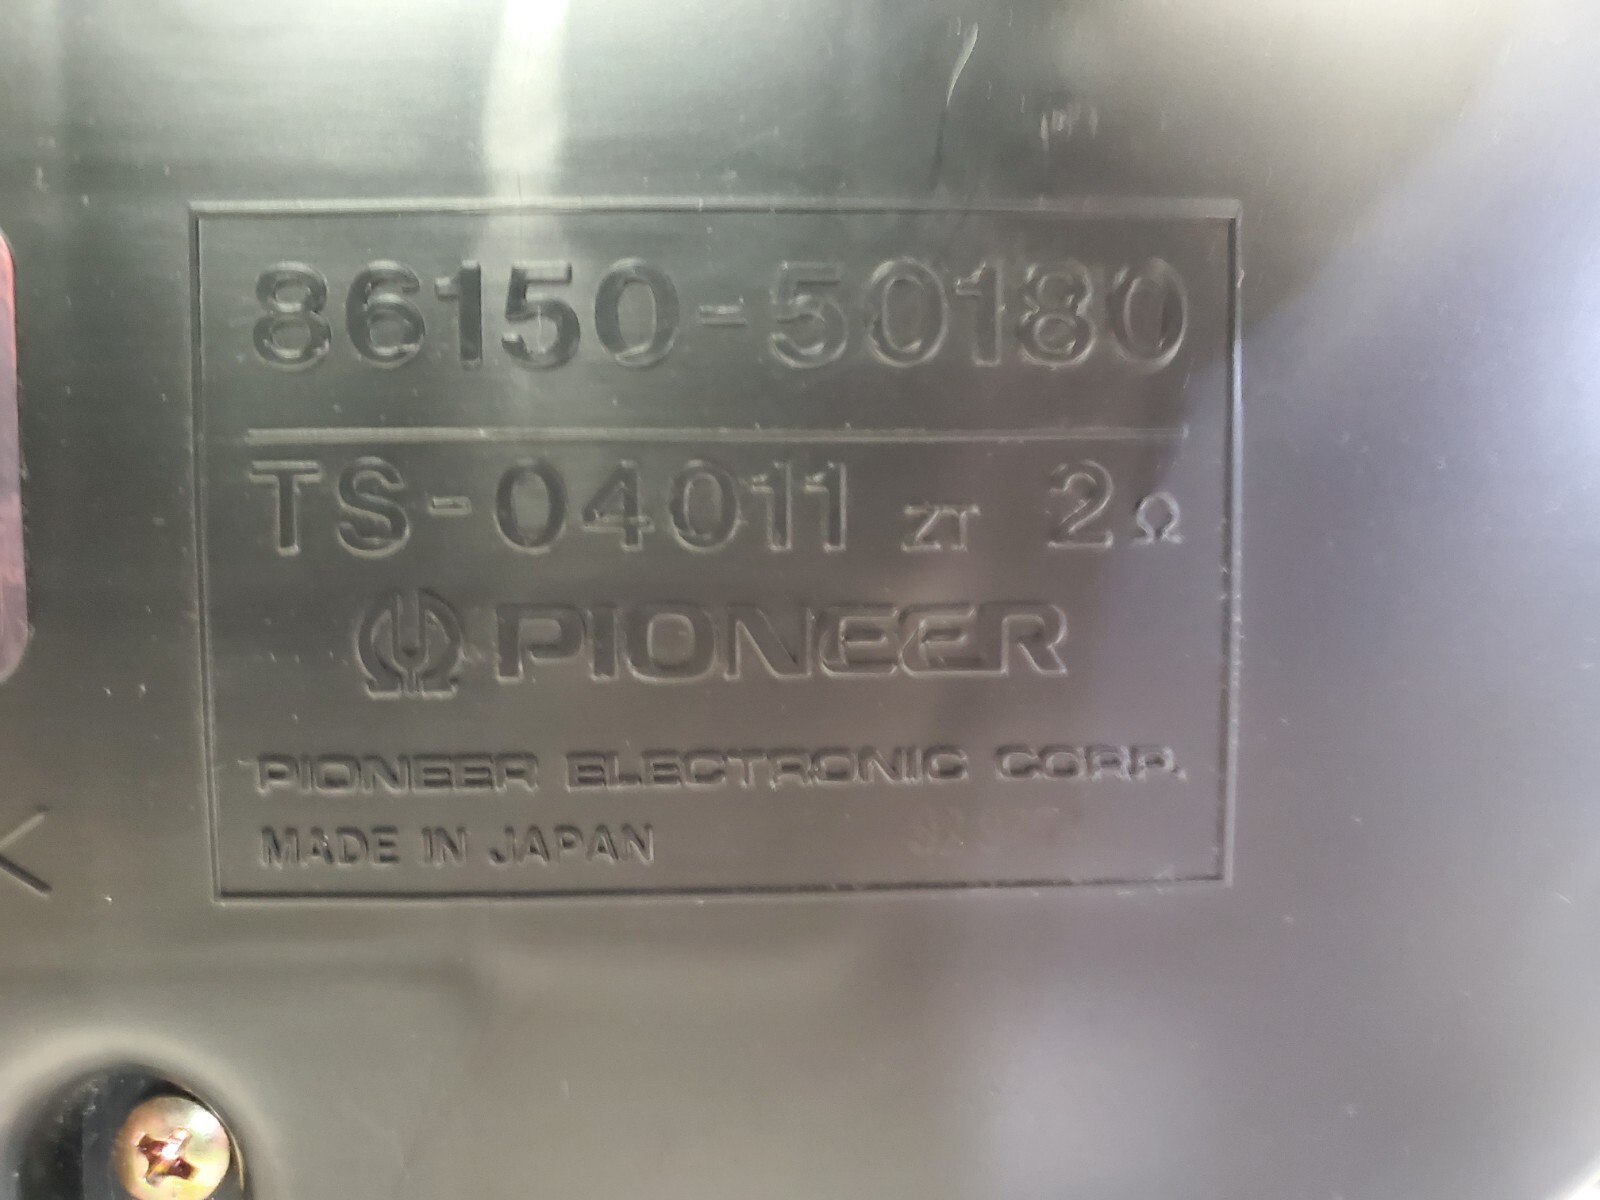 86150-50180
TS-04011 ZT 2Ω
PIONEER
PIONEER ELECTRONIC CORP.
MADE IN JAPAN